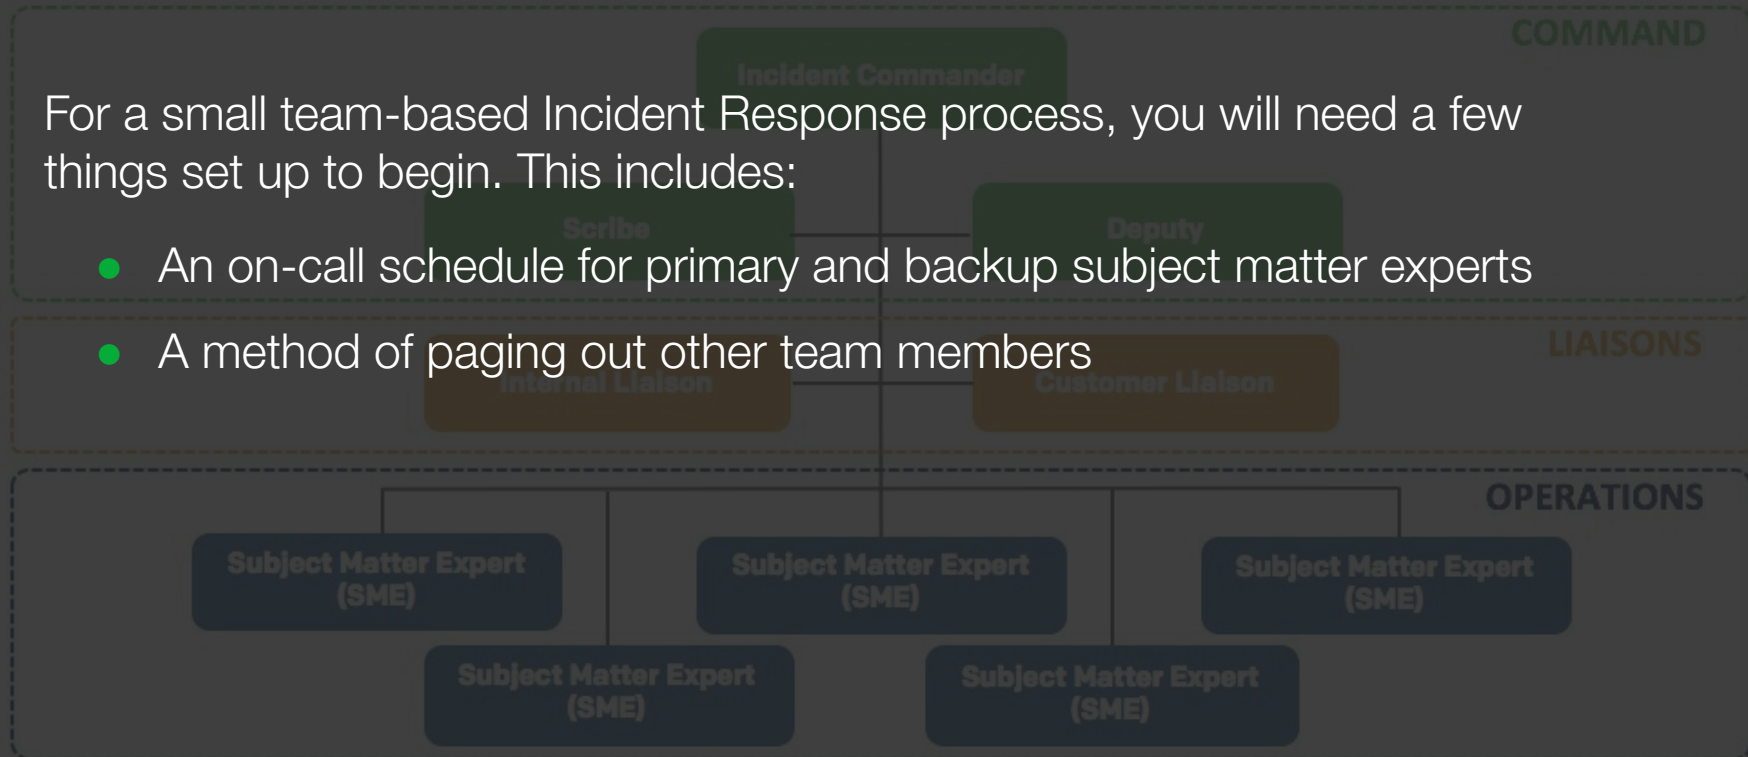 COMMAND
Incident Commander
For a small team-based Incident Response process, you will need a few
things set up to begin. This includes:
Scribe
Deputy
● An on-call schedule for primary and backup subject matter experts
LIAISONS
● A method of paging out other team members
Internal Liaison
Customer Liaison
OPERATIONS
Subject Matter Expert
(SME)
Subject Matter Expert
(SME)
Subject Matter Expert
(SME)
Subject Matter Expert
(SME)
Subject Matter Expert
(SME)